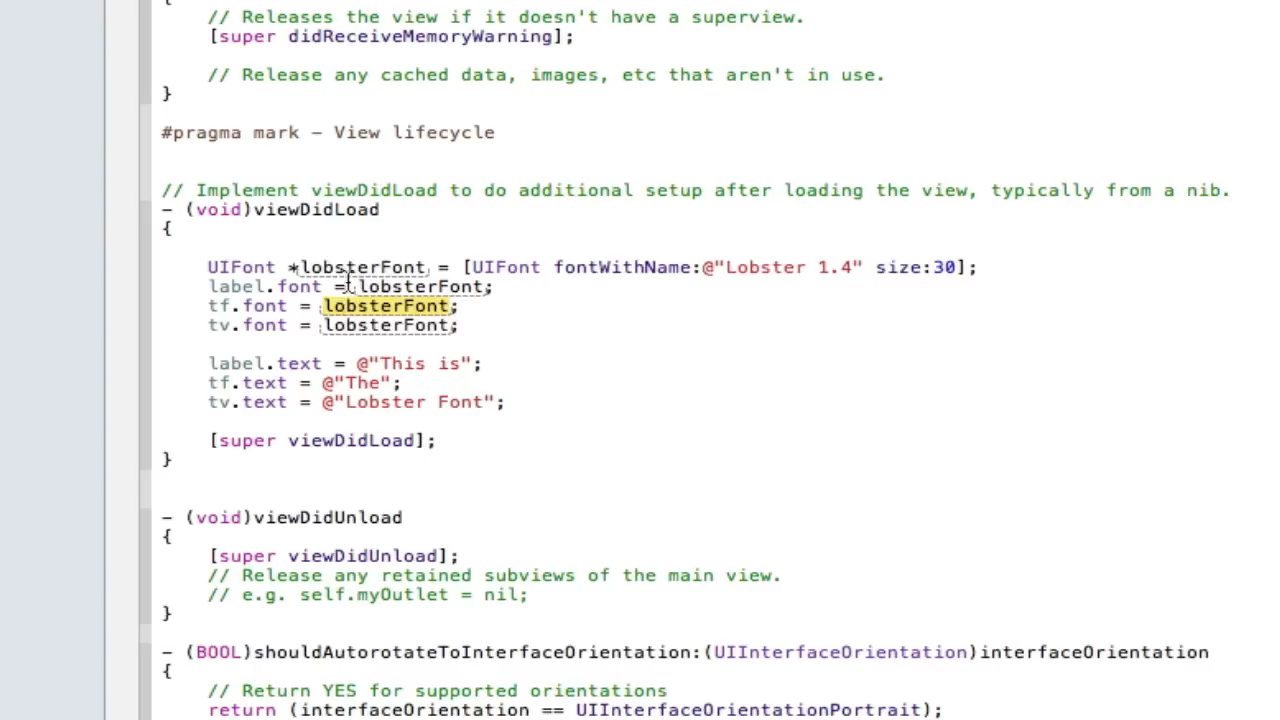 {
// Releases the view if it doesn't have a superview.
[super didReceiveMemoryWarning];
// Release any cached data, images, etc that aren't in use.
}
#pragma mark – View lifecycle
// Implement viewDidLoad to do additional setup after loading the view, typically from a nib.
– (void)viewDidLoad
{
UIFont *lobsterFont = [UIFont fontWithName:@"Lobster 1.4" size:30];
label.font = lobsterFont;
tf.font = lobsterFont;
tv.font = lobsterFont;
label.text = @"This is";
tf.text = @"The";
tv.text = @"Lobster Font";
[super viewDidLoad];
}
– (void)viewDidUnload
{
[super viewDidUnload];
// Release any retained subviews of the main view.
// e.g. self.myOutlet = nil;
}
– (BOOL)shouldAutorotateToInterfaceOrientation:(UIInterfaceOrientation)interfaceOrientation
{
// Return YES for supported orientations
return (interfaceOrientation == UIInterfaceOrientationPortrait);